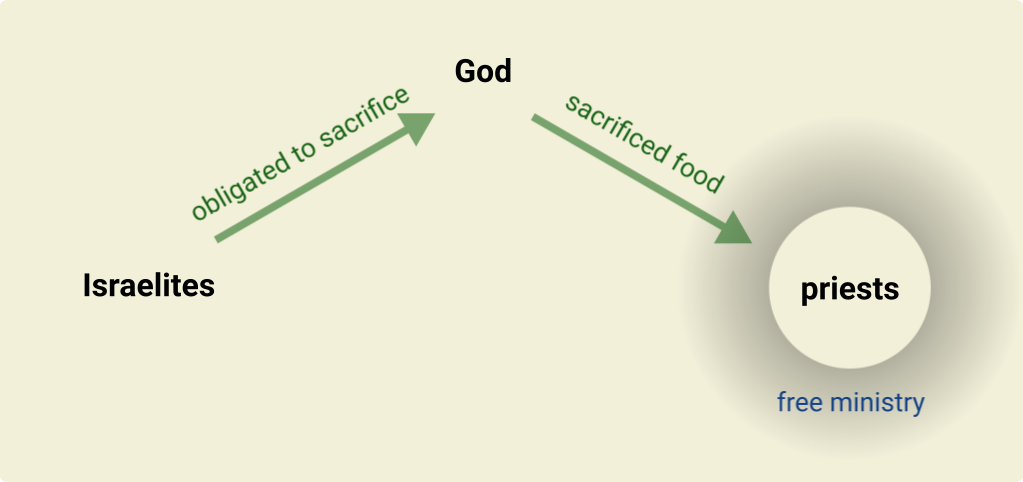 God
obligated to sacrifice
sacrificed food
Israelites
priests
free ministry